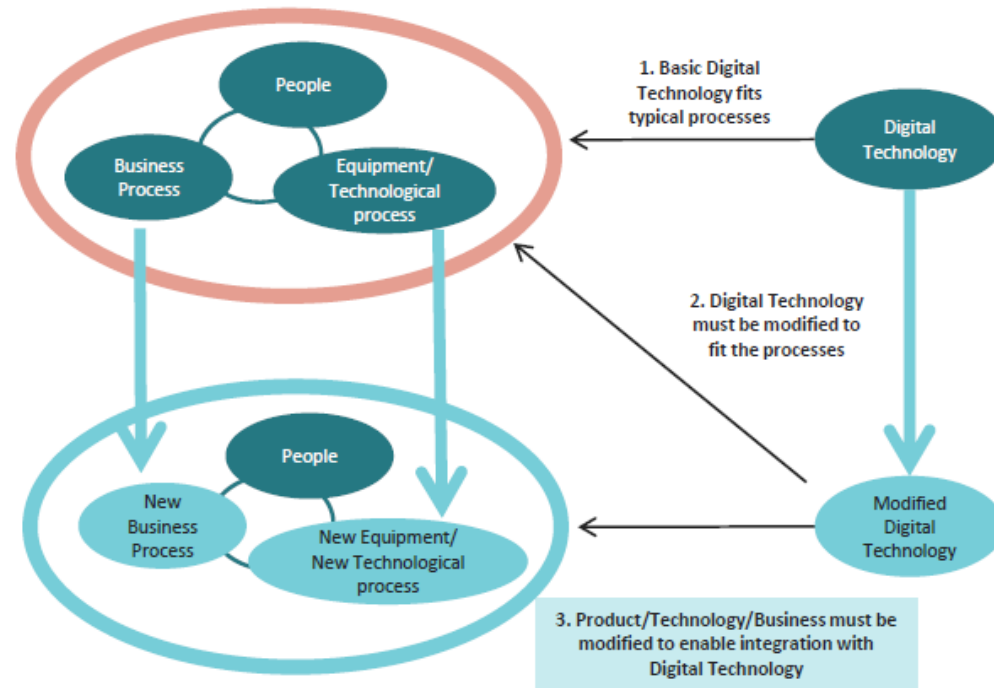 People
Business
Process
Equipment/
Technological
process
1. Basic Digital
Technology fits
typical processes
Digital
Technology
2. Digital Technology
must be modified to
fit the processes
People
New
Business
Process
New Equipment/
New Technological
process
Modified
Digital
Technology
3. Product/Technology/Business must be
modified to enable integration with
Digital Technology